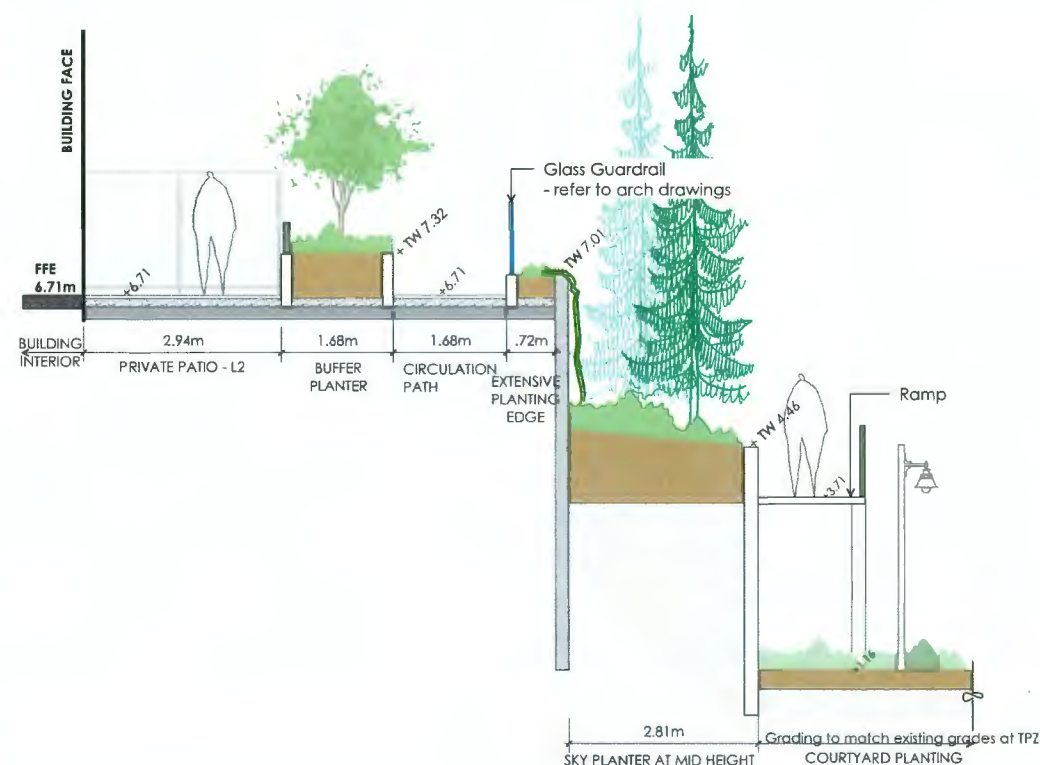 BUILDING FACE
Glass Guardrail
- refer to arch drawings
+ TW 7.32
+ TW 7.01
FFE
6.71m
+6.71
+6.71
BUILDING
INTERIOR
2.94m
PRIVATE PATIO - L2
1.68m
BUFFER
PLANTER
1.68m
CIRCULATION
PATH
.72m
EXTENSIVE
PLANTING
EDGE
+ TW 4.46
Ramp
+3.71
+1.16
2.81m
SKY PLANTER AT MID HEIGHT
Grading to match existing grades at TPZ
COURTYARD PLANTING